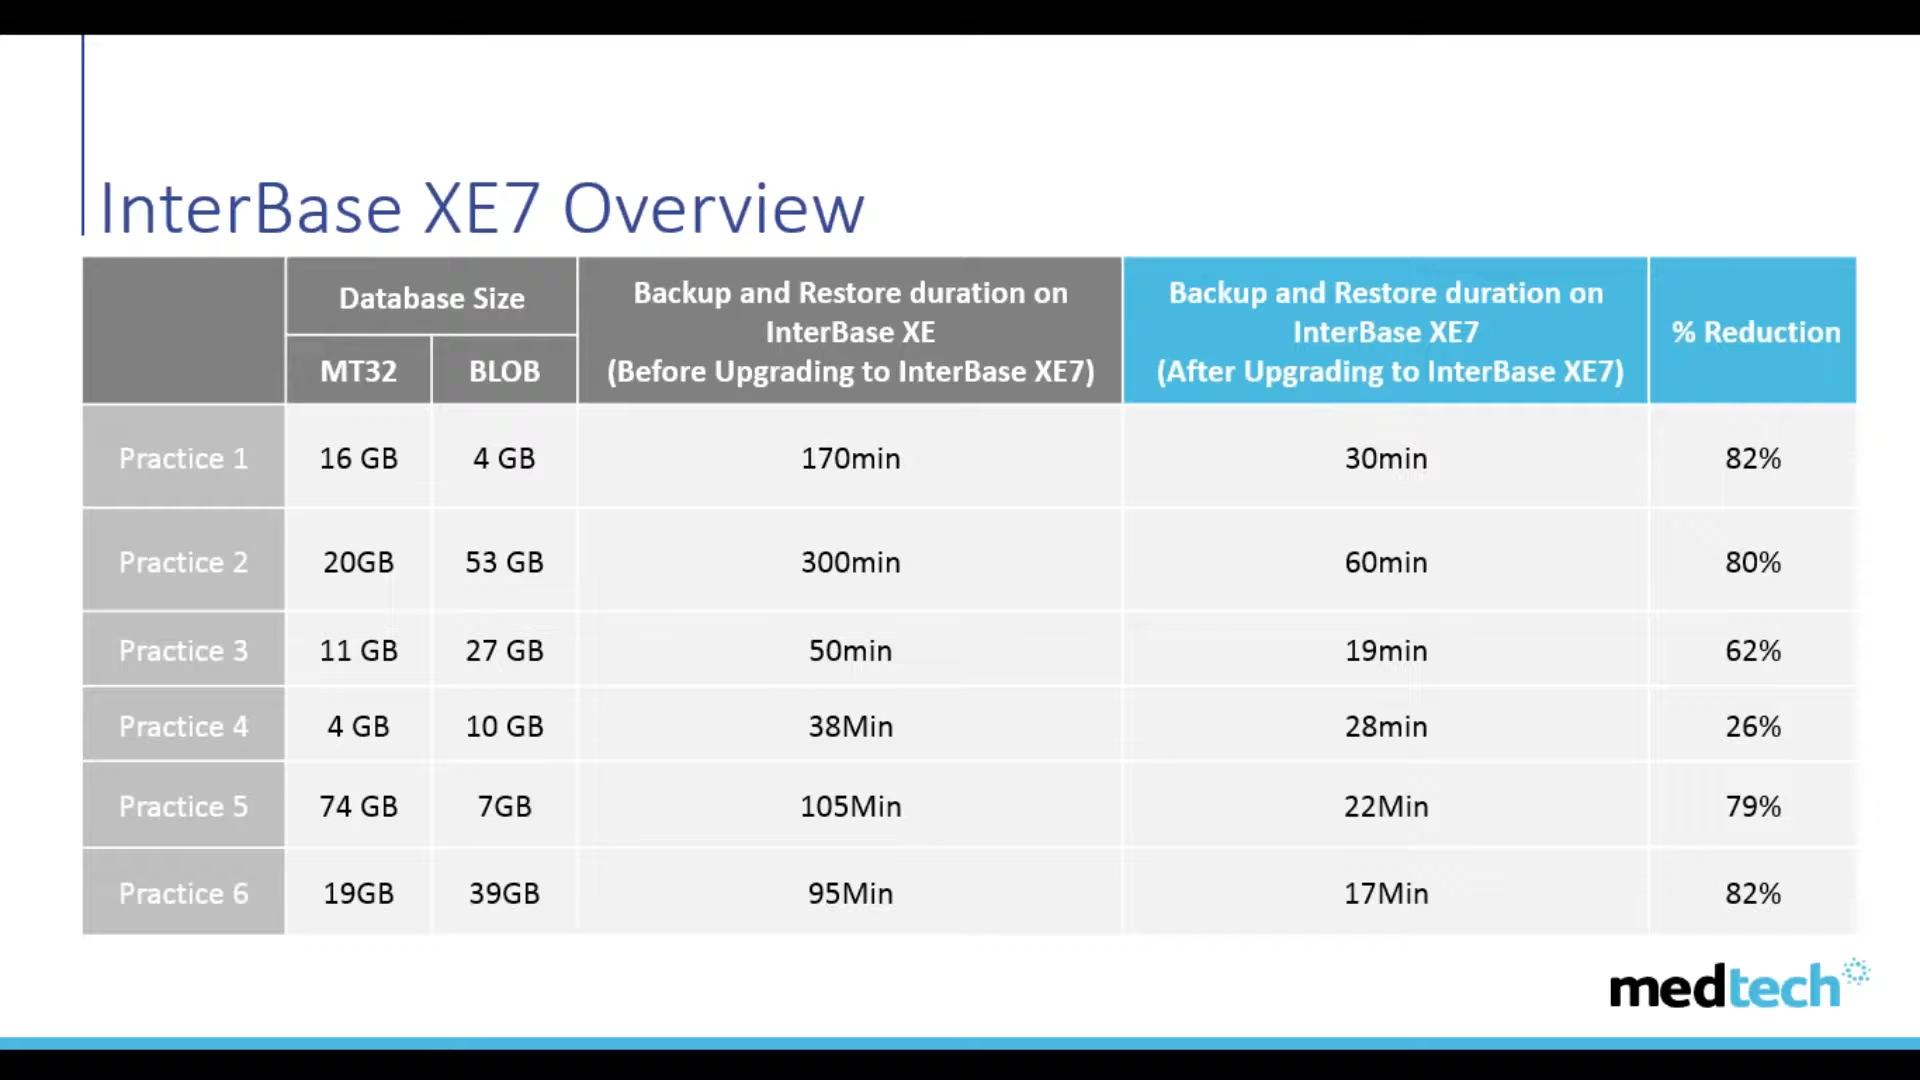 InterBase XE7 Overview
Database Size
MT32 BLOB
Backup and Restore duration on
InterBase XE
(Before Upgrading to InterBase XE7)
Backup and Restore duration on
InterBase XE7
(After Upgrading to InterBase XE7)
% Reduction
Practice 1 16 GB 4 GB 170min 30min 82%
Practice 2 20GB 53 GB 300min 60min 80%
Practice 3 11 GB 27 GB 50min 19min 62%
Practice 4 4 GB 10 GB 38Min 28min 26%
Practice 5 74 GB 7GB 105Min 22Min 79%
Practice 6 19GB 39GB 95Min 17Min 82%
medtech